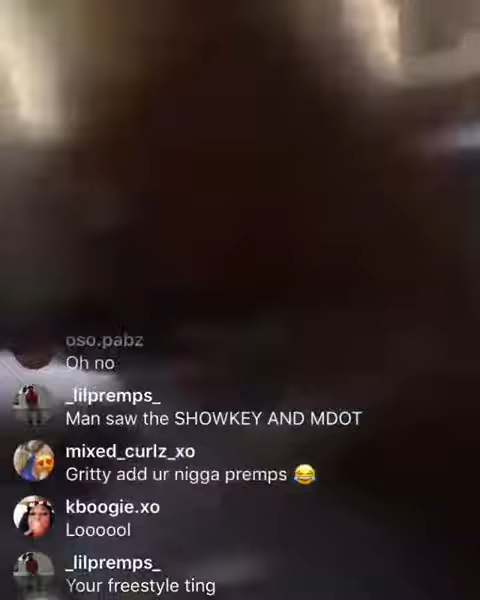 oso.pabz
Oh no
_lilpremps_
Man saw the SHOWKEY AND MDOT
mixed_curlz_xo
Gritty add ur nigga premps 😂
kboogie.xo
Loooool
_lilpremps_
Your freestyle ting